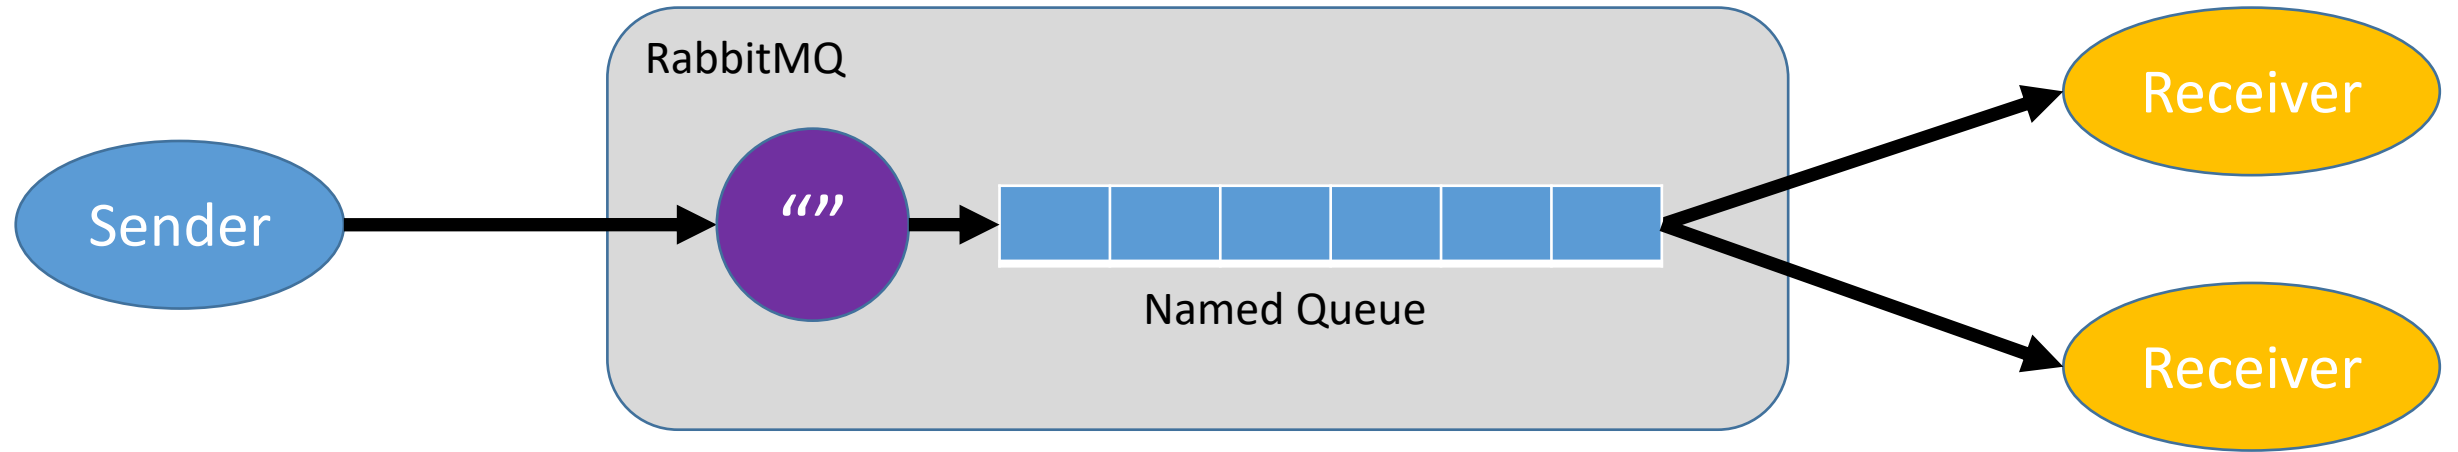 RabbitMQ
Sender
“”
Named Queue
Receiver
Receiver